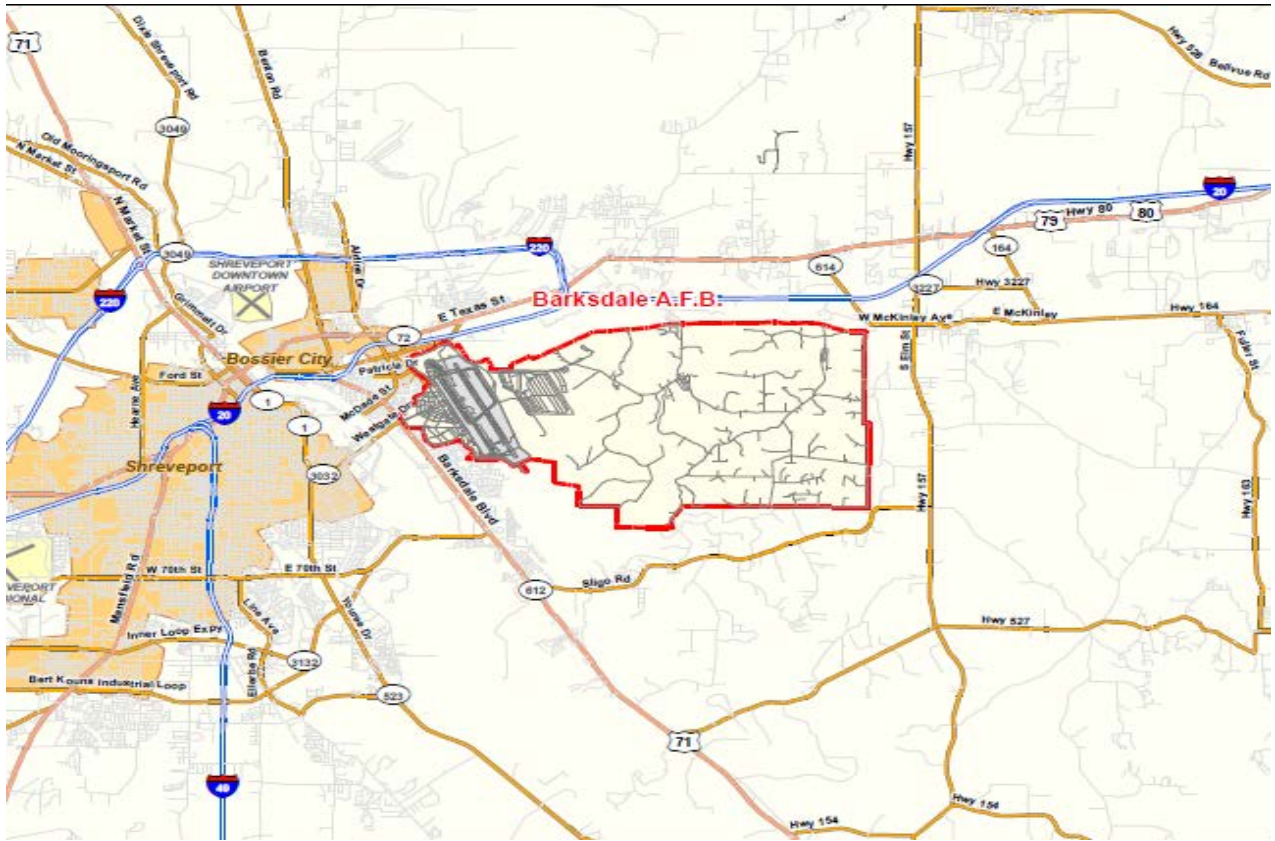 71
Dixie Shreveport Rd
Benton Rd
Hwy 528
Bellvue Rd
3049
Old Mooringsport Rd
N Market St
Hwy 157
20
N Market St
79
Hwy 80
80
Airline Dr
3049
220
164
SHREVEPORT
DOWNTOWN
AIRPORT
614
3227
Hwy 3227
220
Barksdale A.F.B.
Grimmett Dr
E Texas St
W McKinley Ave
E McKinley
Hwy 164
72
S Elm St
Fuller St
Bossier City
Patricia Dr
Ford St
Hearne Ave
McDade St
1
20
Westgate Dr
1
Shreveport
3032
Barksdale Blvd
Hwy 157
Hwy 163
W 70th St
E 70th St
Mansfield Rd
612
Sligo Rd
VEPORT
IONAL
Line Ave
Youree Dr
Hwy 527
Inner Loop Expy
3132
Ellerbe Rd
Bert Kouns Industrial Loop
523
71
49
Hwy 154
Hwy 154